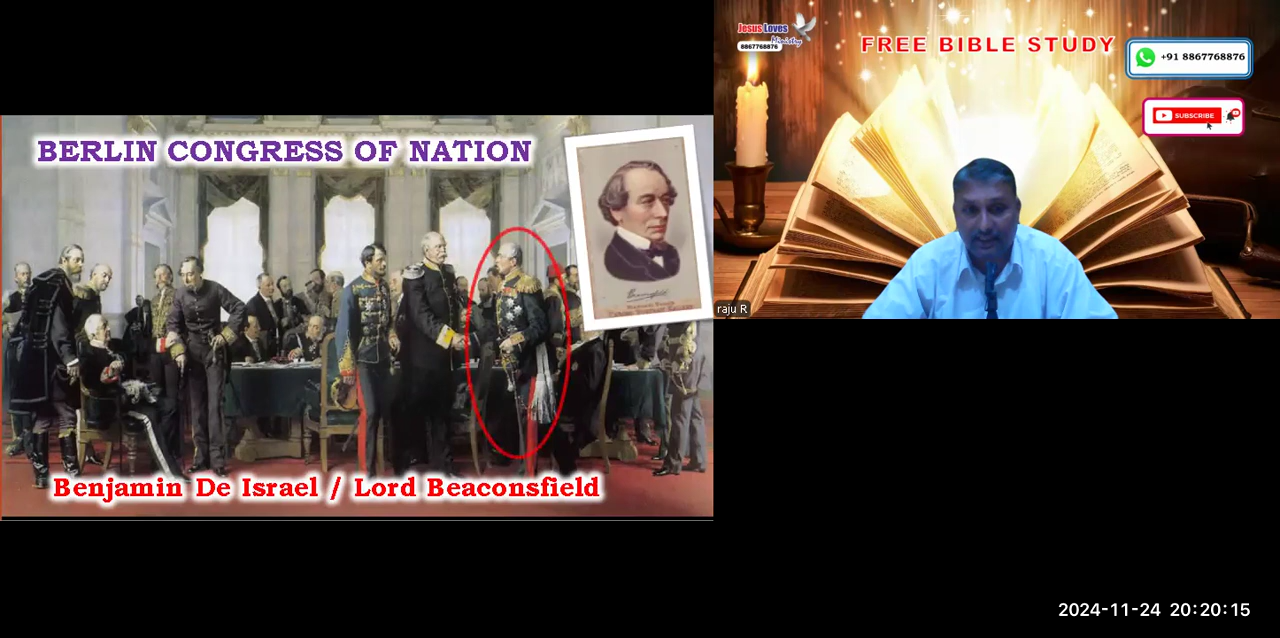 BERLIN CONGRESS OF NATION
Benjamin De Israel / Lord Beaconsfield
Jesus Loves
Ministry
8867768876
FREE BIBLE STUDY
+91 8867768876
SUBSCRIBE
raju R
2024-11-24 20:20:15